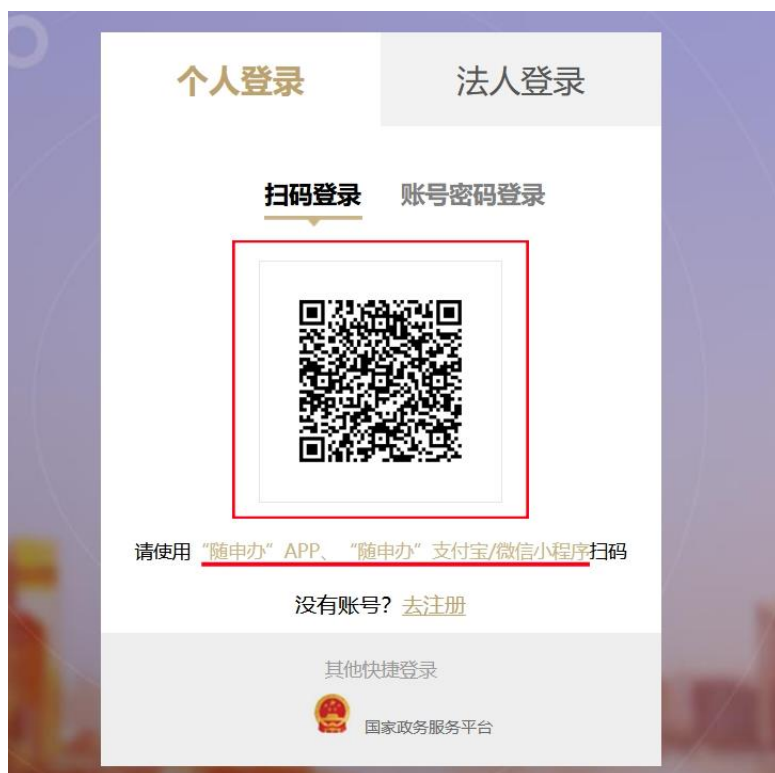 个人登录
法人登录
扫码登录
账号密码登录
请使用 “随申办” APP、 “随申办” 支付宝/微信小程序扫码
没有账号? 去注册
其他快捷登录
国家政务服务平台